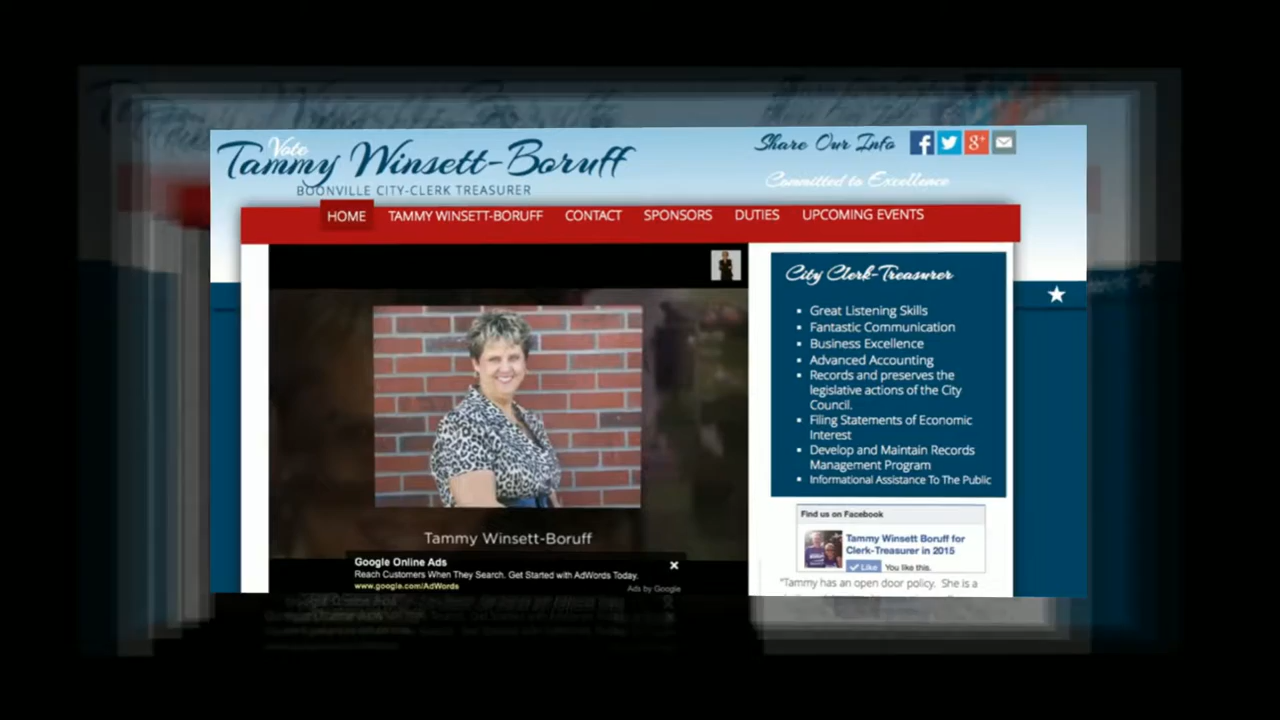 Vote
Tammy Winsett-Boruff
BOONVILLE CITY-CLERK TREASURER
Share Our Info
Committed to Excellence
HOME TAMMY WINSETT-BORUFF CONTACT SPONSORS DUTIES UPCOMING EVENTS
City Clerk-Treasurer
Great Listening Skills
Fantastic Communication
Business Excellence
Advanced Accounting
Records and preserves the
legislative actions of the City
Council.
Filing Statements of Economic
Interest
Develop and Maintain Records
Management Program
Informational Assistance To The Public
Tammy Winsett-Boruff
Google Online Ads
Reach Customers When They Search. Get Started with AdWords Today.
www.google.com/AdWords
Ads by Google
Find us on Facebook
Tammy Winsett Boruff for
Clerk-Treasurer in 2015
Like You like this.
"Tammy has an open door policy. She is a